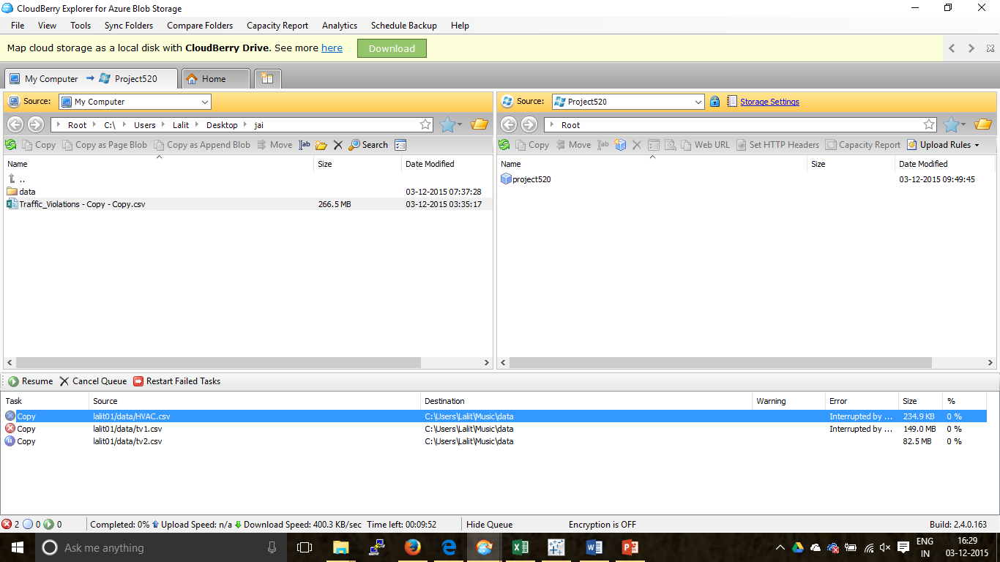 CloudBerry Explorer for Azure Blob Storage
File View Tools Sync Folders Compare Folders Capacity Report Analytics Schedule Backup Help
Map cloud storage as a local disk with CloudBerry Drive. See more here Download
My Computer Project520 Home
Source: My Computer
Root C:\ Users Lalit Desktop jai
Copy Copy as Page Blob Copy as Append Blob Move Search
Name Size Date Modified
..
data 03-12-2015 07:37:28
Traffic_Violations - Copy - Copy.csv 266.5 MB 03-12-2015 03:35:17
Source: Project520 Storage Settings
Root
Copy Move Web URL Set HTTP Headers Capacity Report Upload Rules
Name Size Date Modified
project520 03-12-2015 09:49:45
Resume Cancel Queue Restart Failed Tasks
Task Source Destination Warning Error Size %
Copy lalit01/data/HVAC.csv C:\Users\Lalit\Music\data Interrupted by ... 234.9 KB 0 %
Copy lalit01/data/tv1.csv C:\Users\Lalit\Music\data Interrupted by ... 149.0 MB 0 %
Copy lalit01/data/tv2.csv C:\Users\Lalit\Music\data 82.5 MB 0 %
2 0 0 Completed: 0% Upload Speed: n/a Download Speed: 400.3 KB/sec Time left: 00:09:52 Hide Queue Encryption is OFF Build: 2.4.0.163
Ask me anything
ENG
IN
16:29
03-12-2015